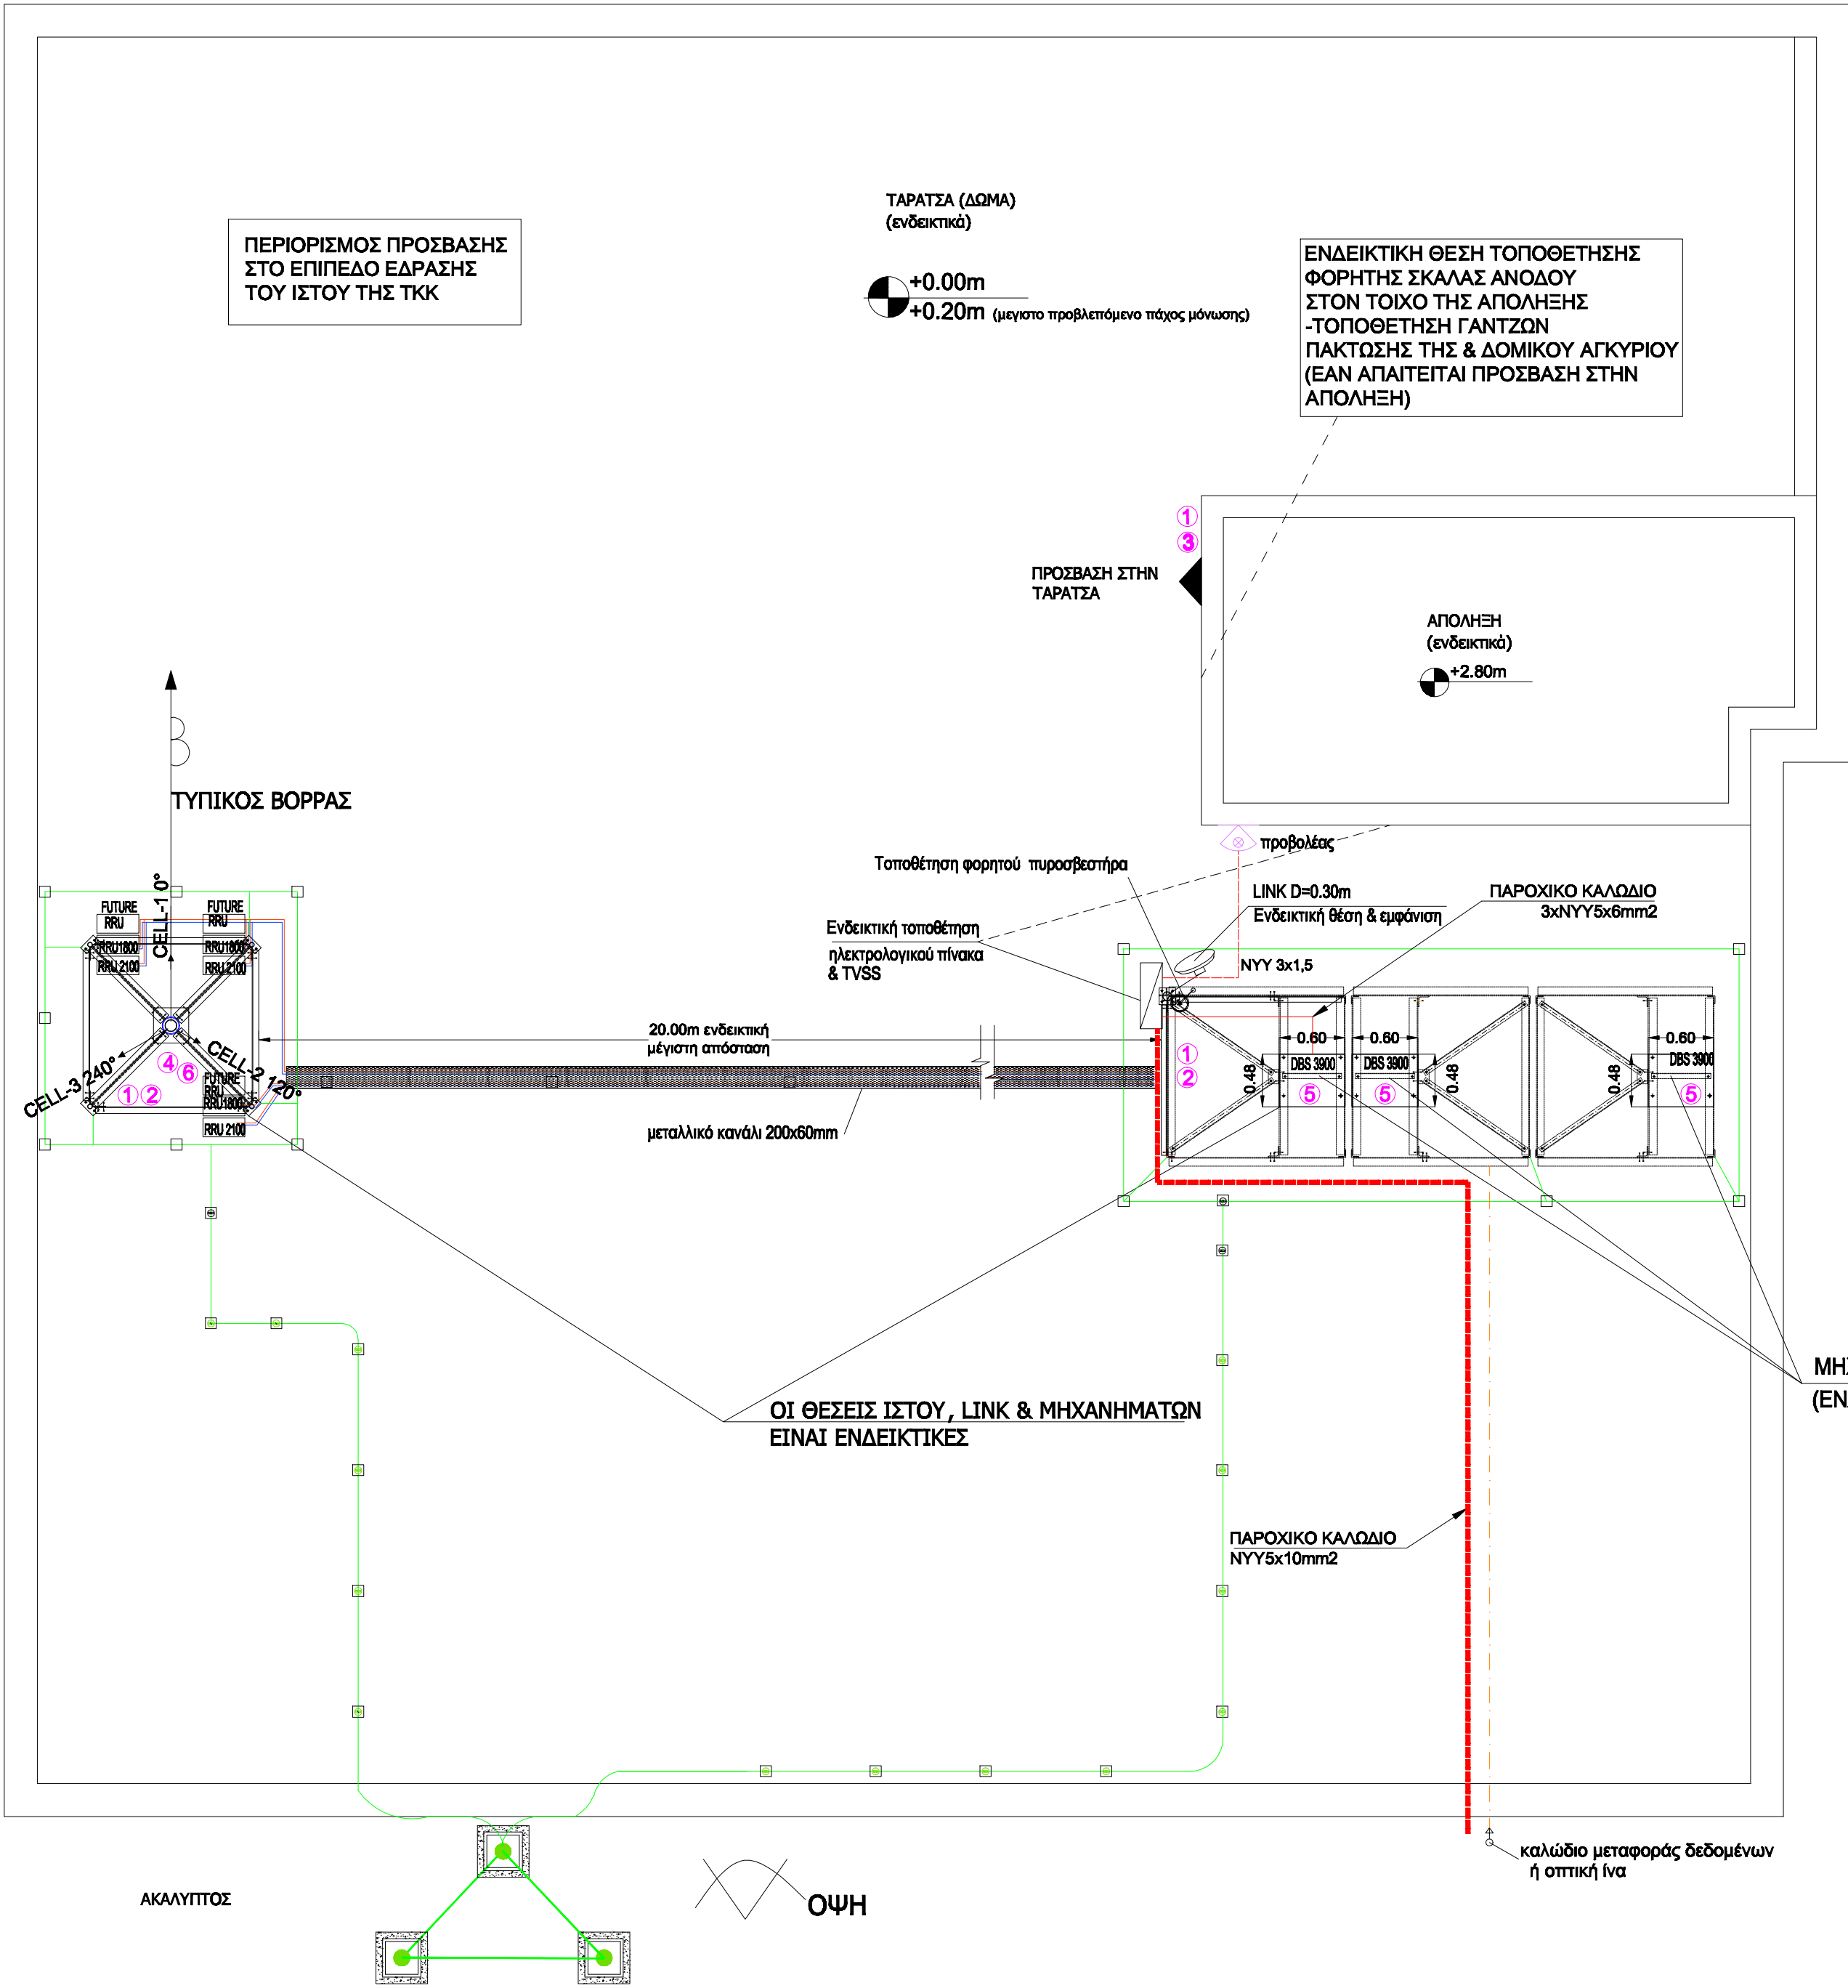 ΤΑΡΑΤΣΑ (ΔΩΜΑ)
(ενδεικτικά)
+0.00m
+0.20m (μεγιστο προβλεπόμενο πάχος μόνωσης)
ΠΕΡΙΟΡΙΣΜΟΣ ΠΡΟΣΒΑΣΗΣ
ΣΤΟ ΕΠΙΠΕΔΟ ΕΔΡΑΣΗΣ
ΤΟΥ ΙΣΤΟΥ ΤΗΣ ΤΚΚ
ΕΝΔΕΙΚΤΙΚΗ ΘΕΣΗ ΤΟΠΟΘΕΤΗΣΗΣ
ΦΟΡΗΤΗΣ ΣΚΑΛΑΣ ΑΝΟΔΟΥ
ΣΤΟΝ ΤΟΙΧΟ ΤΗΣ ΑΠΟΛΗΞΗΣ
-ΤΟΠΟΘΕΤΗΣΗ ΓΑΝΤΖΩΝ
ΠΑΚΤΩΣΗΣ ΤΗΣ & ΔΟΜΙΚΟΥ ΑΓΚΥΡΙΟΥ
(ΕΑΝ ΑΠΑΙΤΕΙΤΑΙ ΠΡΟΣΒΑΣΗ ΣΤΗΝ
ΑΠΟΛΗΞΗ)
1
3
ΠΡΟΣΒΑΣΗ ΣΤΗΝ
ΤΑΡΑΤΣΑ
ΑΠΟΛΗΞΗ
(ενδεικτικά)
+2.80m
ΤΥΠΙΚΟΣ ΒΟΡΡΑΣ
προβολέας
Τοποθέτηση φορητού πυροσβεστήρα
LINK D=0.30m
Ενδεικτική θέση & εμφάνιση
ΠΑΡΟΧΙΚΟ ΚΑΛΩΔΙΟ
3xNYY5x6mm2
Ενδεικτική τοποθέτηση
ηλεκτρολογικού πίνακα
& TVSS
NYY 3x1,5
CELL-1 0°
FUTURE
RRU
RRU1800
RRU 2100
FUTURE
RRU
RRU1800
RRU 2100
CELL-3 240°
CELL-2 120°
4
6
1 2
FUTURE
RRU
RRU1800
RRU 2100
20.00m ενδεικτική
μέγιστη απόσταση
μεταλλικό κανάλι 200x60mm
1
2
0.60
DBS 3900
0.48
5
0.60
DBS 3900
0.48
5
0.60
DBS 3900
0.48
5
ΟΙ ΘΕΣΕΙΣ ΙΣΤΟΥ, LINK & ΜΗΧΑΝΗΜΑΤΩΝ
ΕΙΝΑΙ ΕΝΔΕΙΚΤΙΚΕΣ
ΠΑΡΟΧΙΚΟ ΚΑΛΩΔΙΟ
NYY5x10mm2
καλώδιο μεταφοράς δεδομένων
ή οπτική ίνα
ΑΚΑΛΥΠΤΟΣ
ΟΨΗ